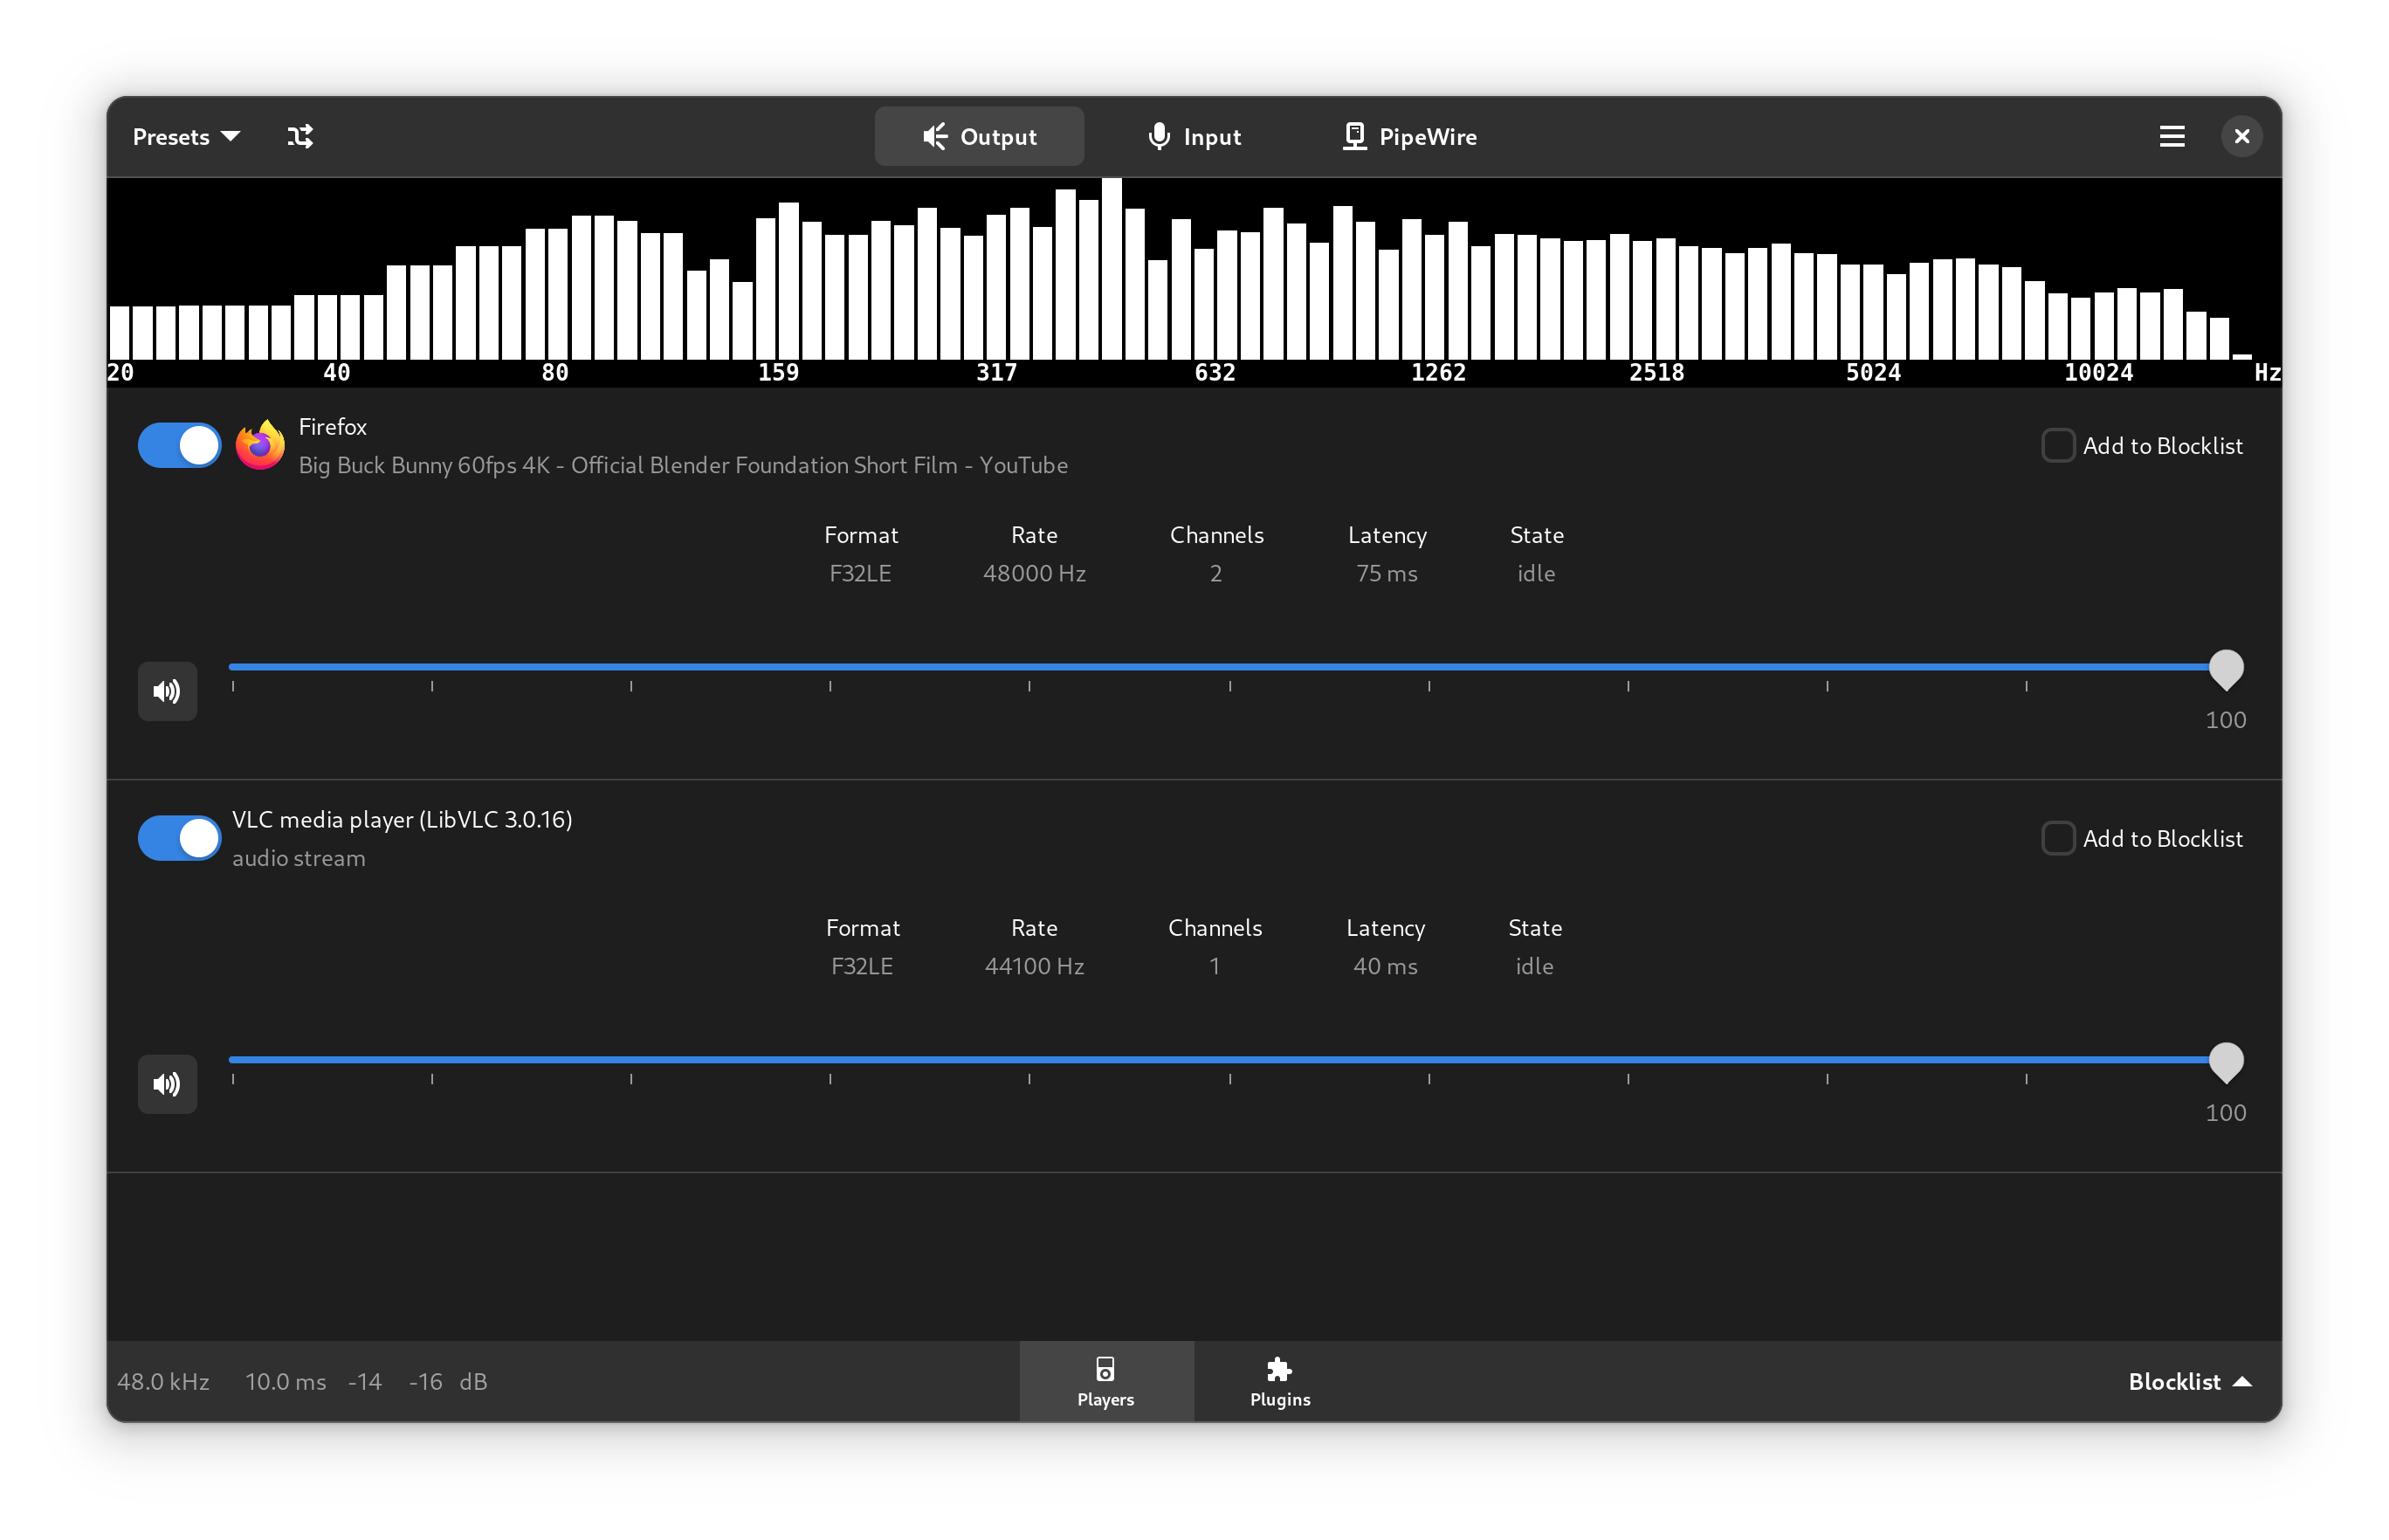 Presets
Output
Input
PipeWire
20 40 80 159 317 632 1262 2518 5024 10024 Hz
Firefox
Big Buck Bunny 60fps 4K - Official Blender Foundation Short Film - YouTube
Add to Blocklist
Format Rate Channels Latency State
F32LE 48000 Hz 2 75 ms idle
100
VLC media player (LibVLC 3.0.16)
audio stream
Add to Blocklist
Format Rate Channels Latency State
F32LE 44100 Hz 1 40 ms idle
100
48.0 kHz 10.0 ms -14 -16 dB
Players
Plugins
Blocklist